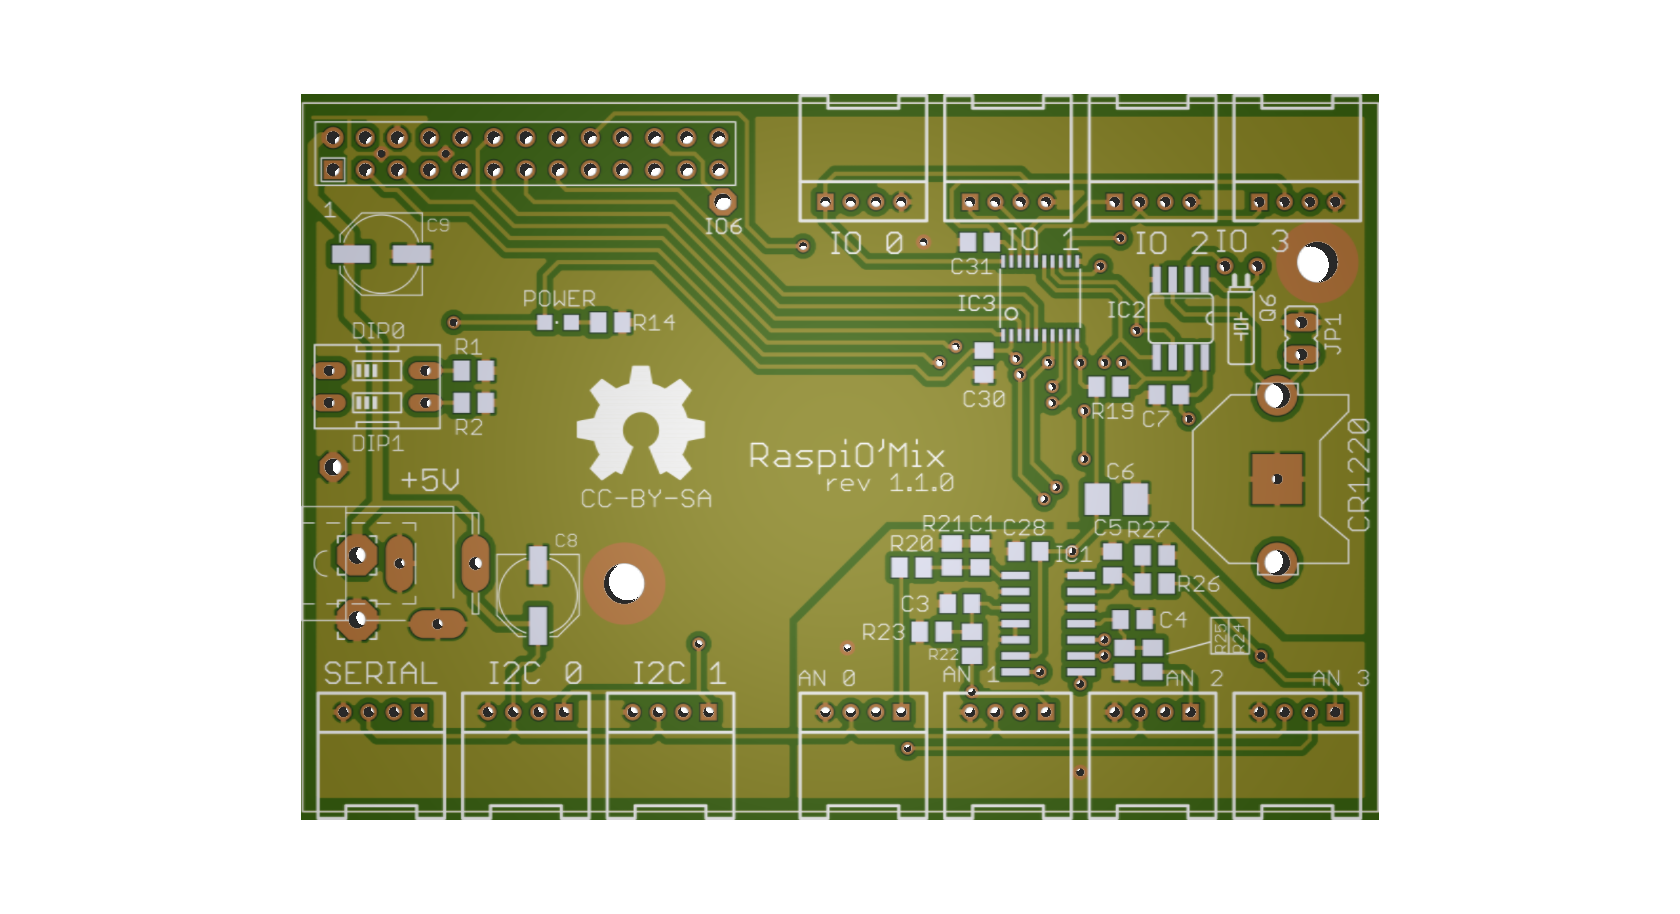 1
C9
IO6
IO 0
IO 1
IO 2
IO 3
C31
POWER
R14
IC3
IC2
Q6
JP1
DIP0
R1
R2
DIP1
C30
R19
C7
CR1220
RaspiO'Mix
rev 1.1.0
+5V
CC-BY-SA
C6
R21
C1
C28
C5
R27
C8
R20
IC1
R26
C3
C4
R23
R22
R25
R24
SERIAL
I2C 0
I2C 1
AN 0
AN 1
AN 2
AN 3